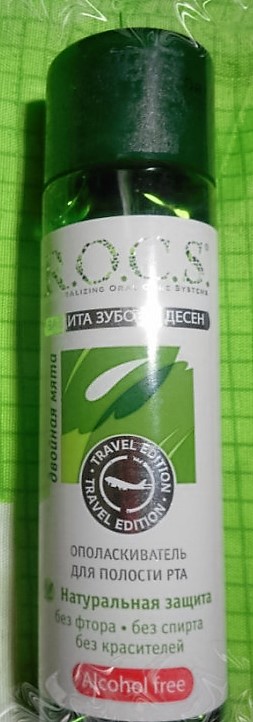 R.O.C.S.®
ИТА ЗУБО ДЕСЕН
двойная мята
TRAVEL EDITION
TRAVEL EDITION
ОПОЛАСКИВАТЕЛЬ
ДЛЯ ПОЛОСТИ РТА
Натуральная защита
без фтора • без спирта
без красителей
Alcohol free